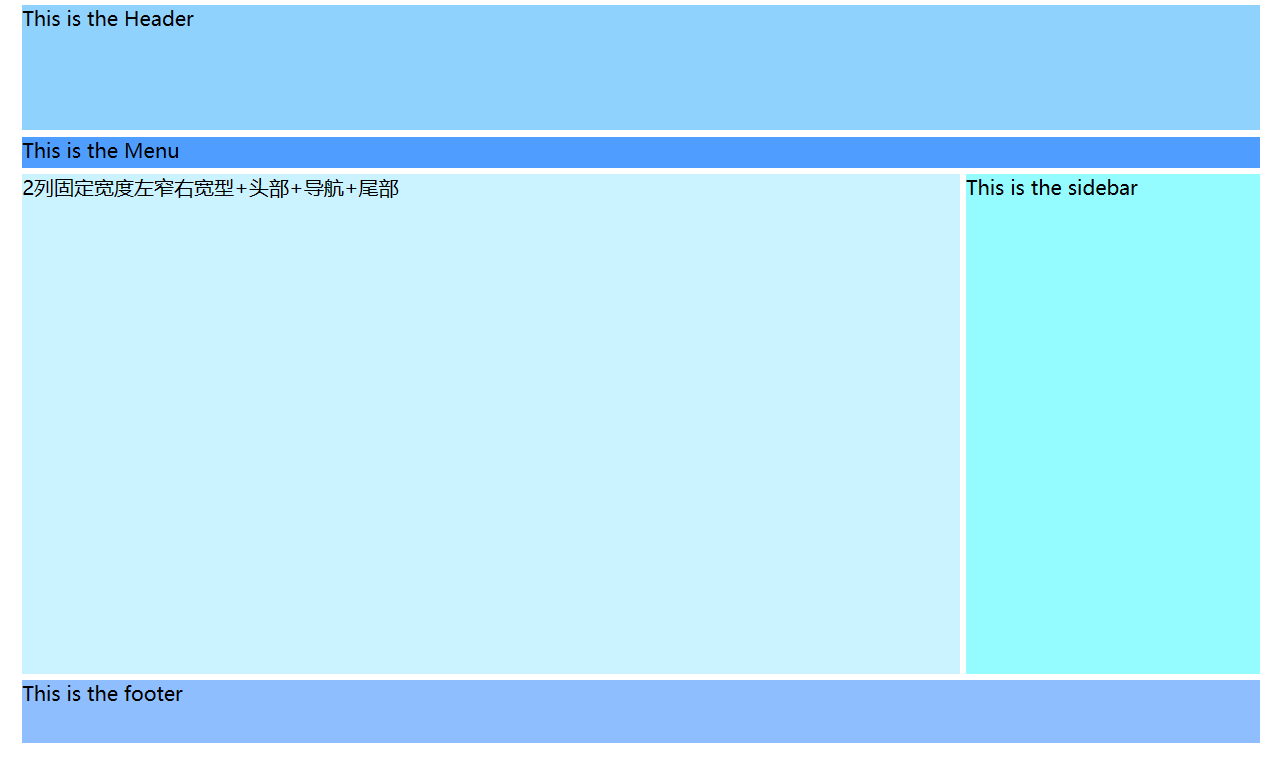 This is the Header
This is the Menu
2列固定宽度左窄右宽型+头部+导航+尾部
This is the sidebar
This is the footer